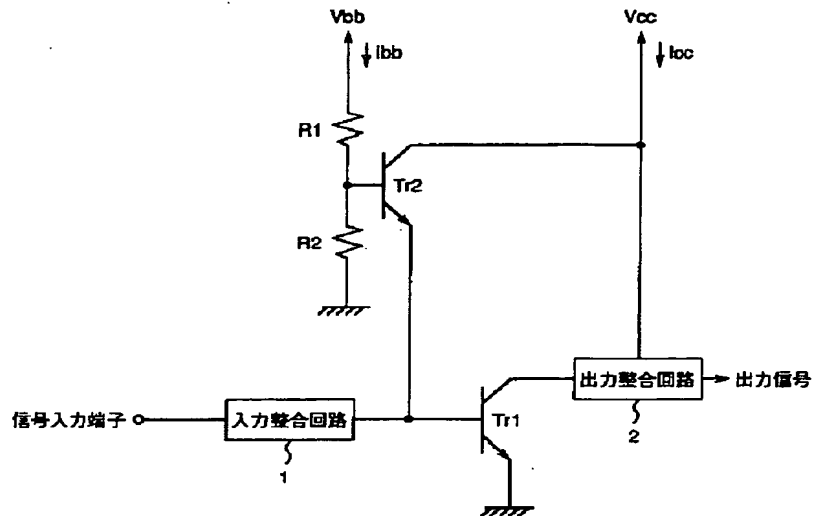 Vbb
Vcc
Ibb
Icc
R1
Tr2
R2
信号入力端子
入力整合回路
1
Tr1
出力整合回路
出力信号
2